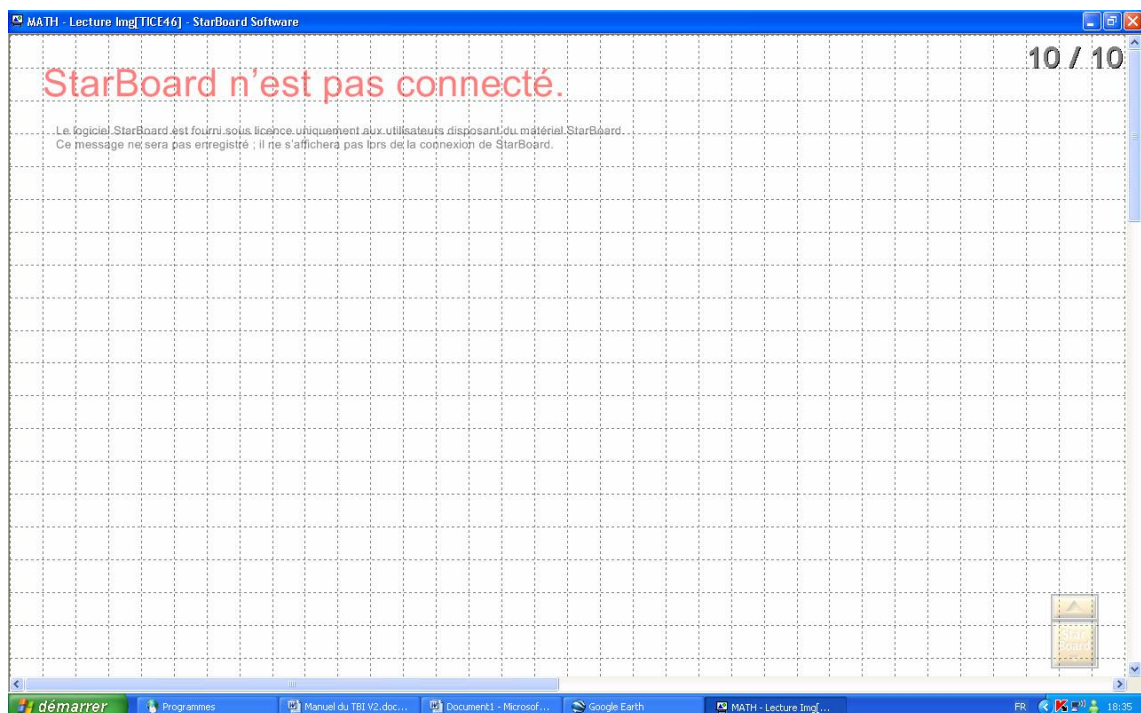 MATH - Lecture Img[TICE46] - StarBoard Software
10 / 10
StarBoard n’est pas connecté.
Le logiciel StarBoard est fourni sous licence uniquement aux utilisateurs disposant du matériel StarBoard.
Ce message ne sera pas enregistré ; il ne s’affichera pas lors de la connexion de StarBoard.
Star
Board
démarrer
Programmes
Manuel du TBI V2.doc...
Document1 - Microsof...
Google Earth
MATH - Lecture Img[...
FR
18:35